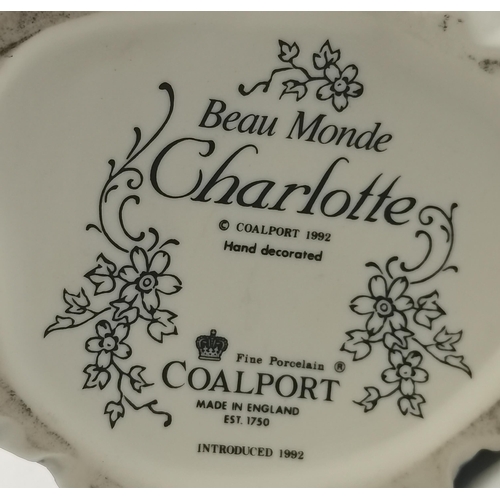 Beau Monde
Charlotte
© COALPORT 1992
Hand decorated
Fine Porcelain ®
COALPORT
MADE IN ENGLAND
EST. 1750
INTRODUCED 1992